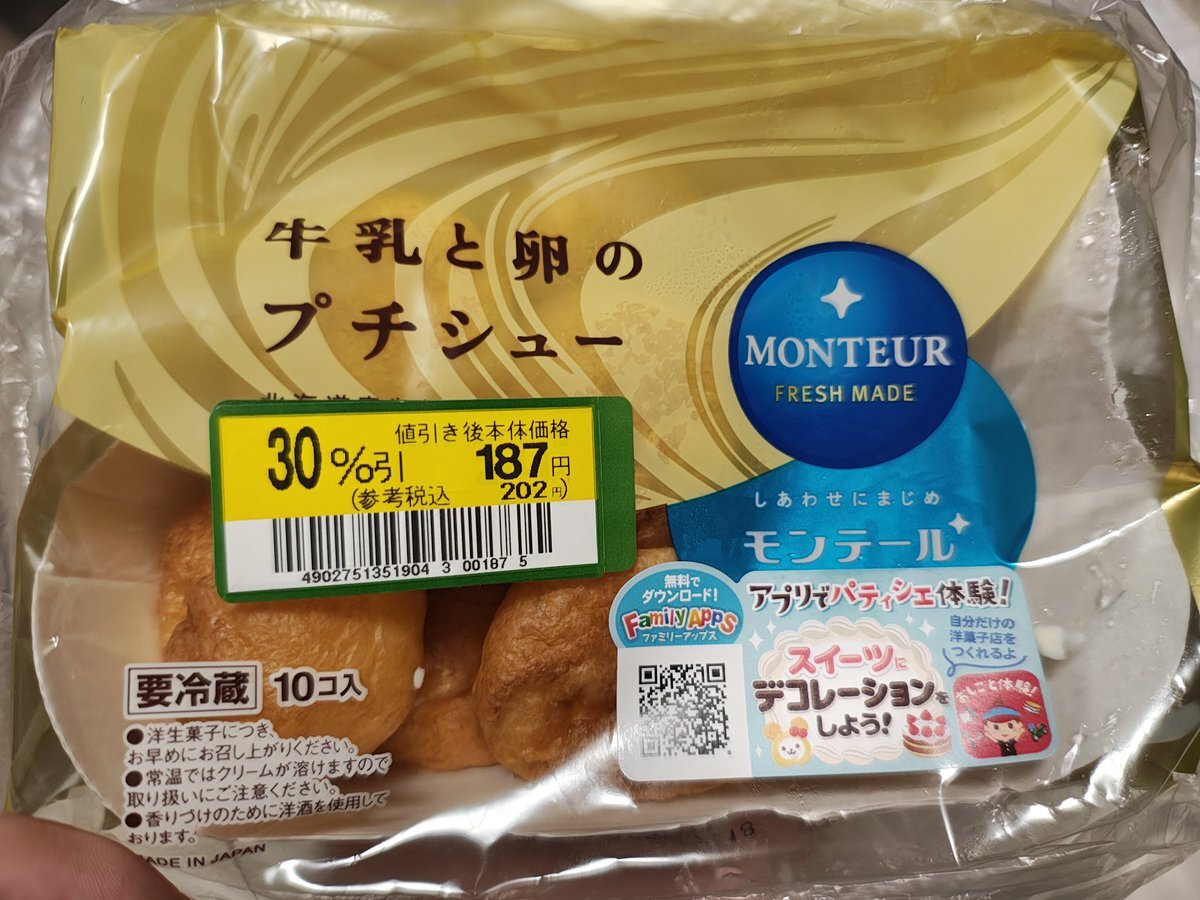 牛乳と卵の
プチシュー
MONTEUR
FRESH MADE
しあわせにまじめ
モンテール
30%引
値引き後本体価格
187円
(参考税込 202円)
4902751351904 3 00187 5
無料で
ダウンロード!
Family Apps
ファミリーアップス
アプリでパティシエ体験!
自分だけの
洋菓子店を
つくれるよ
スイーツに
デコレーションを
しよう!
おしごと体験!
要冷蔵 10コ入
●洋生菓子につき、
お早めにお召し上がりください。
●常温ではクリームが溶けますので
取り扱いにご注意ください。
●香りづけのために洋酒を使用して
おります。
MADE IN JAPAN